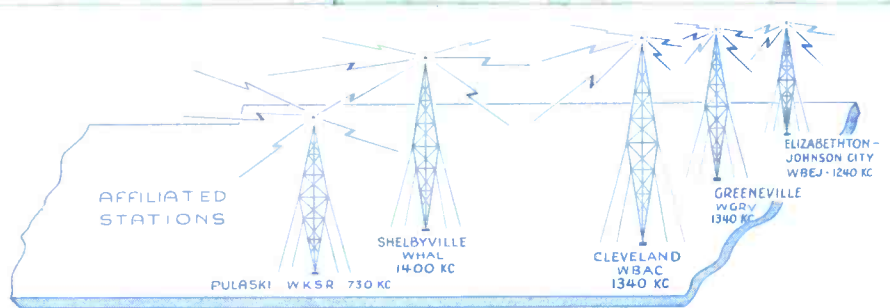 AFFILIATED
STATIONS
PULASKI WKSR 730 KC
SHELBYVILLE
WHAL
1400 KC
CLEVELAND
WBAC
1340 KC
GREENEVILLE
WGRV
1340 KC
ELIZABETHTON-
JOHNSON CITY
WBEJ - 1240 KC